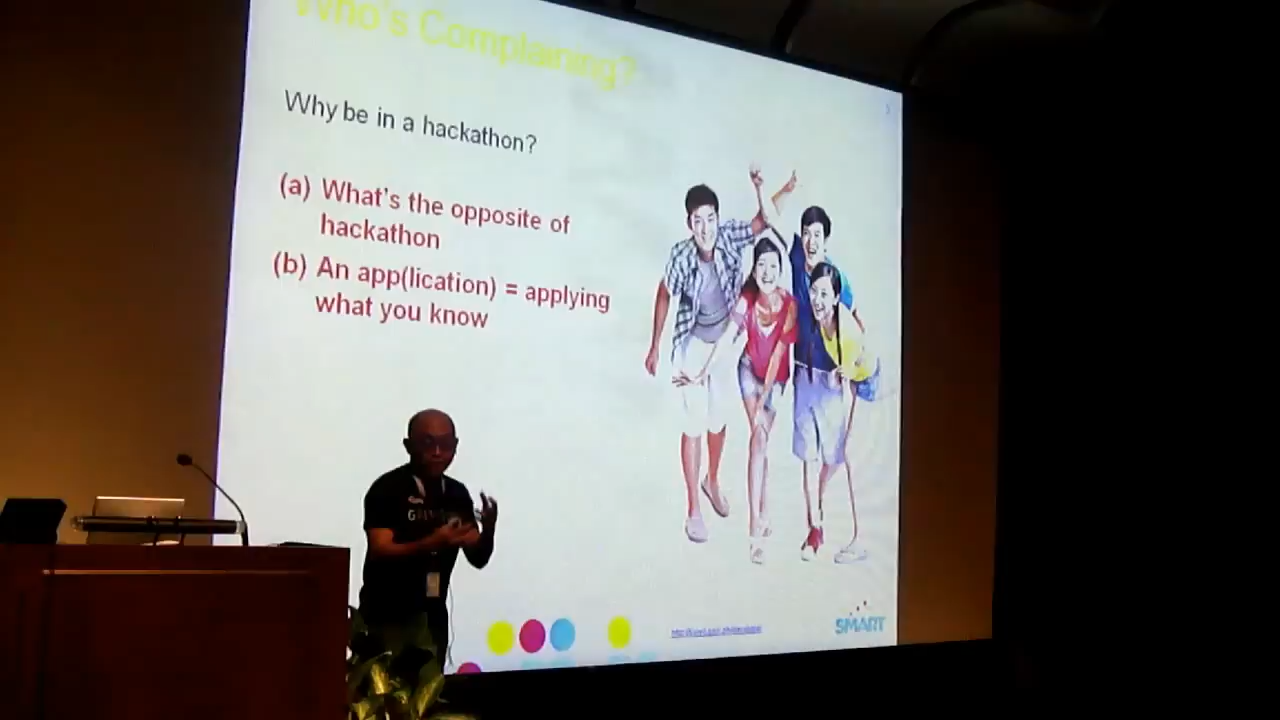 Who's Complaining?
3
Why be in a hackathon?
(a) What's the opposite of
hackathon
(b) An app(lication) = applying
what you know
SMART